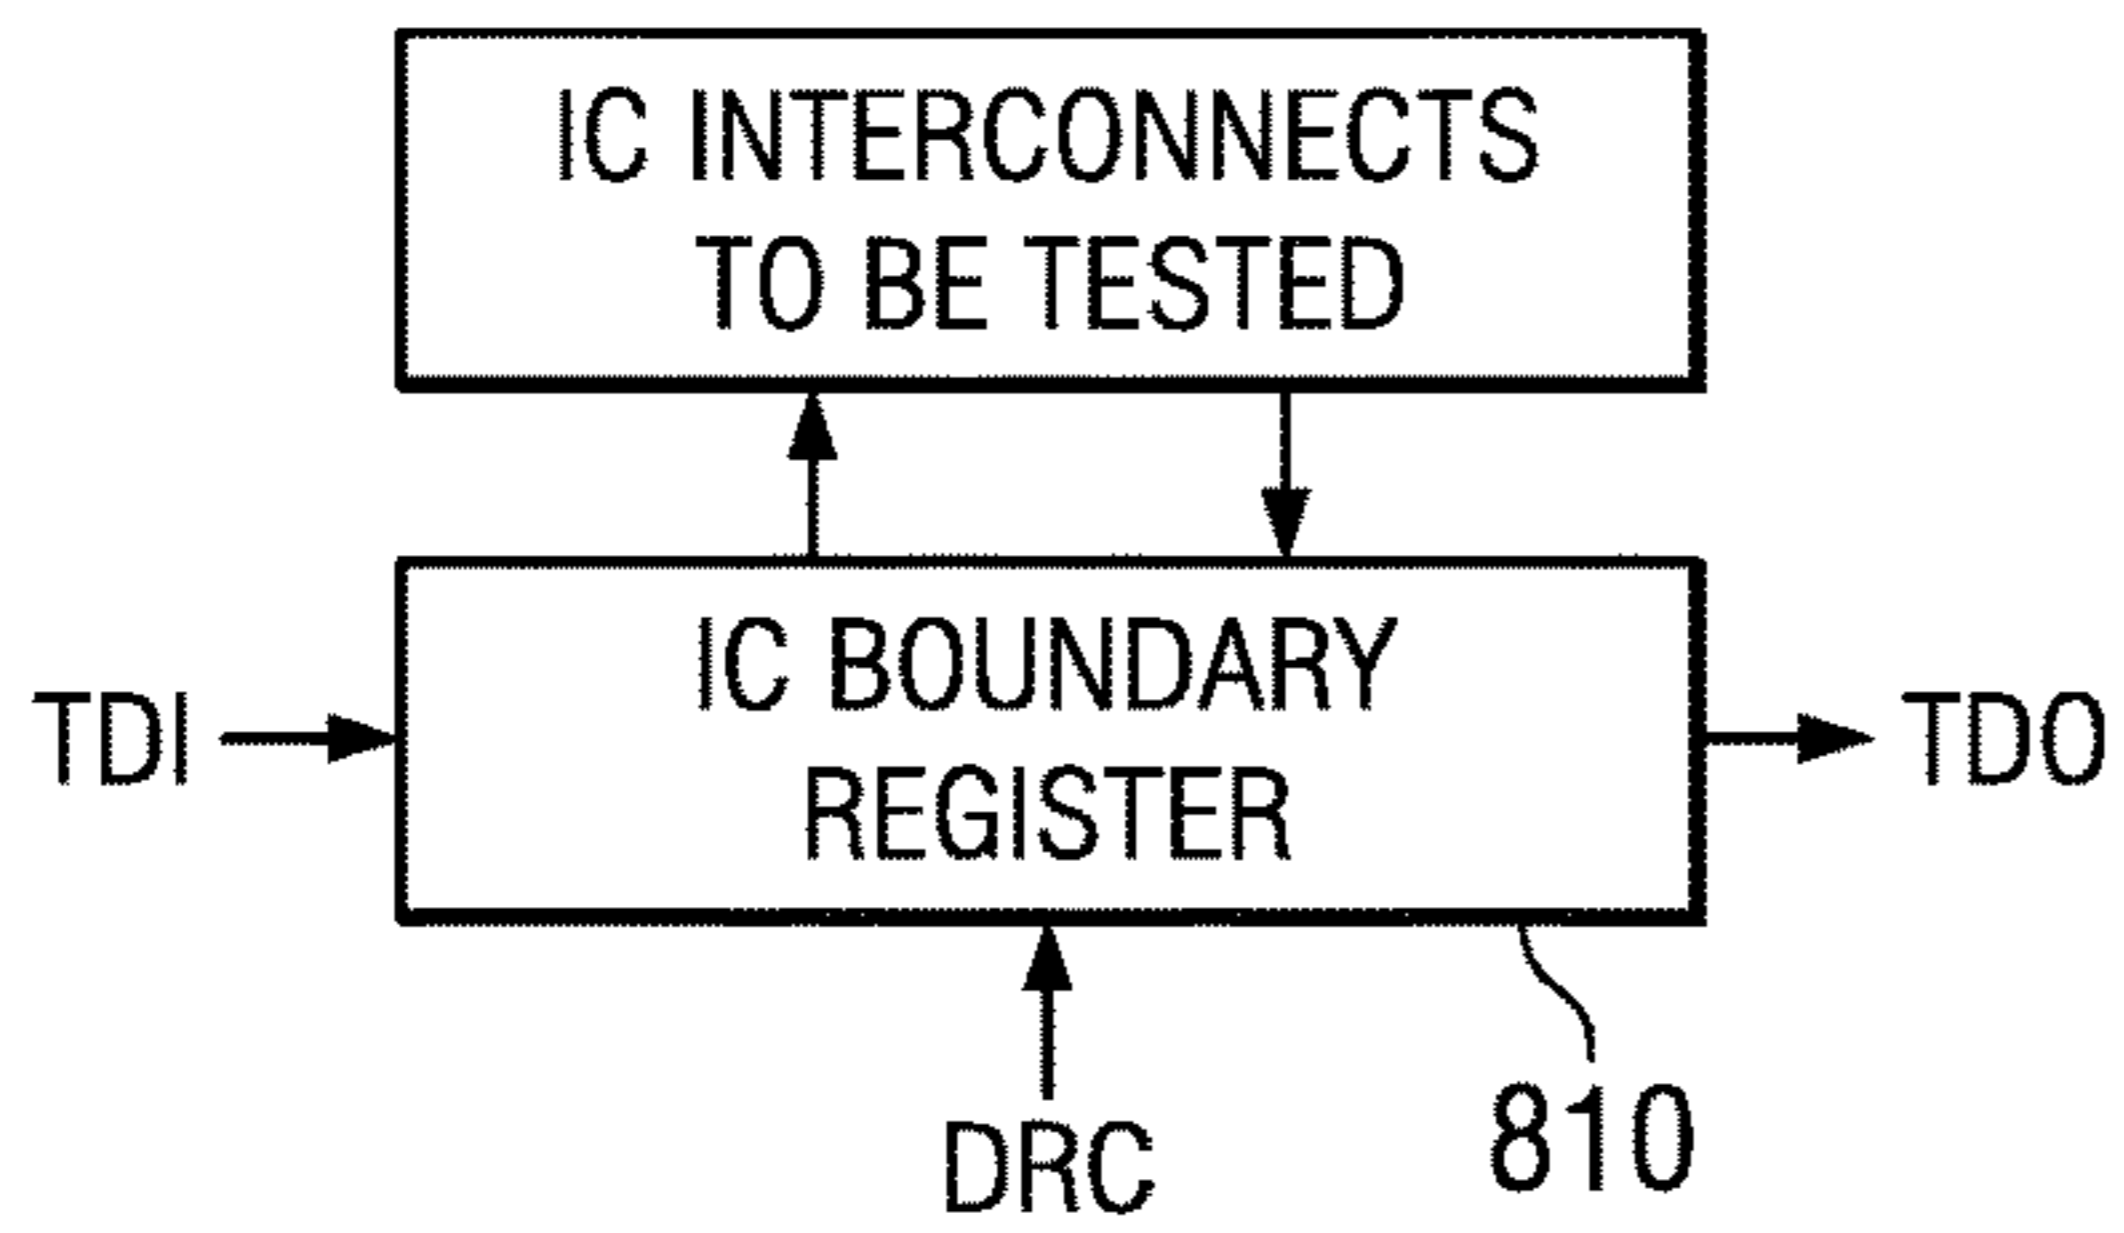 IC INTERCONNECTS
TO BE TESTED
IC BOUNDARY
REGISTER
TDI
TDO
DRC
810